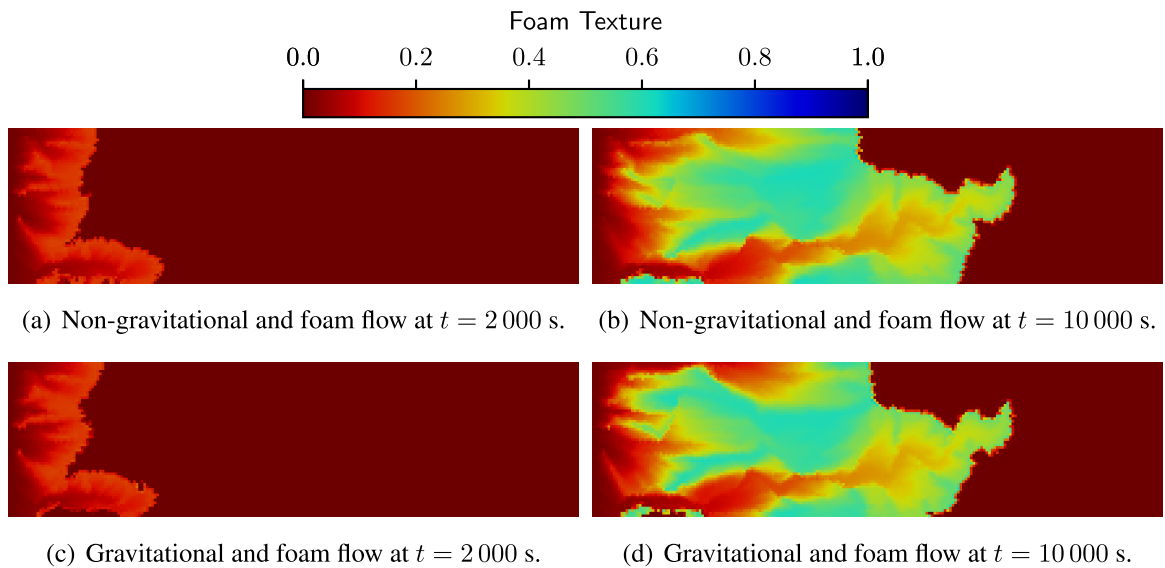 Foam Texture
0.0 0.2 0.4 0.6 0.8 1.0
(a) Non-gravitational and foam flow at t = 2 000 s. (b) Non-gravitational and foam flow at t = 10 000 s.
(c) Gravitational and foam flow at t = 2 000 s. (d) Gravitational and foam flow at t = 10 000 s.